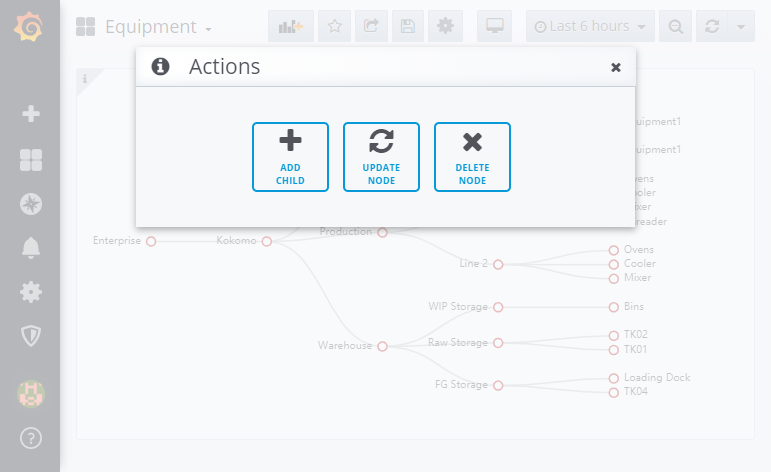 Equipment
Last 6 hours
Actions
ADD
CHILD
UPDATE
NODE
DELETE
NODE
uipment1
uipment1
vens
ooler
ixer
reader
Production
Enterprise
Kokomo
Ovens
Line 2
Cooler
Mixer
WIP Storage
Bins
TK02
Warehouse
Raw Storage
TK01
Loading Dock
FG Storage
TK04